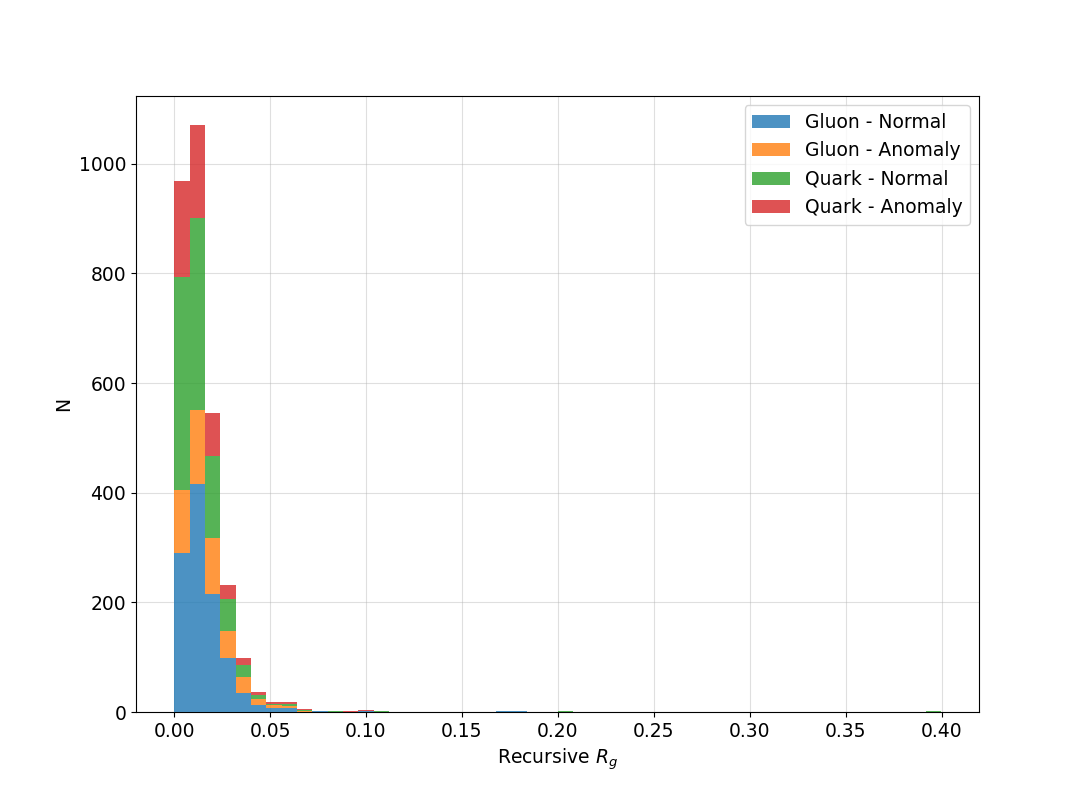 Gluon - Normal
Gluon - Anomaly
Quark - Normal
Quark - Anomaly
1000
800
600
400
200
0
N
0.00 0.05 0.10 0.15 0.20 0.25 0.30 0.35 0.40
Recursive $R_g$